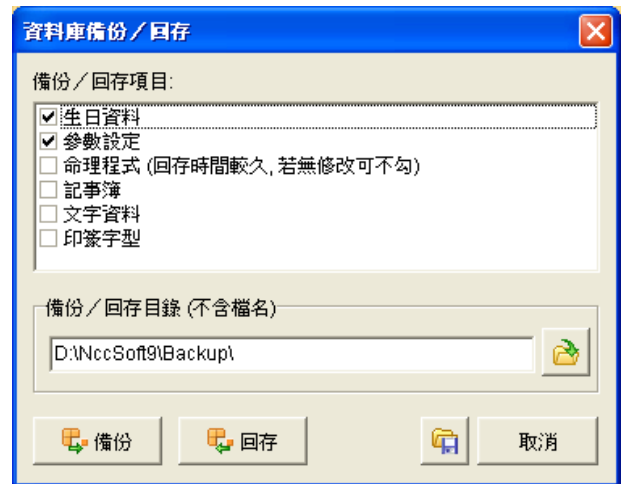 資料庫備份／回存
備份／回存項目:
生日資料
參數設定
命理程式 (回存時間較久, 若無修改可不勾)
記事簿
文字資料
印篆字型
備份／回存目錄 (不含檔名)
D:\NccSoft9\Backup\
備份
回存
取消